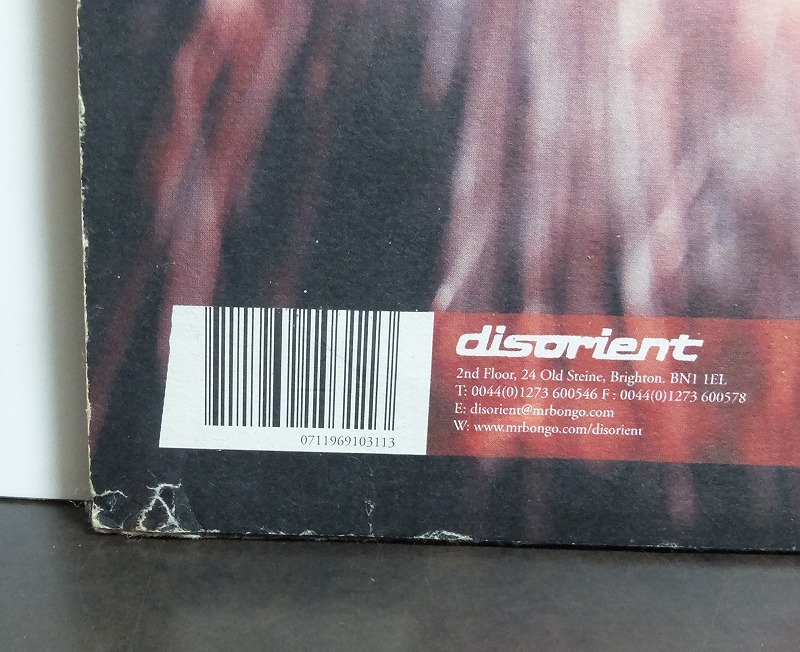 disorient
2nd Floor, 24 Old Steine, Brighton. BN1 1EL
T: 0044(0)1273 600546 F : 0044(0)1273 600578
E: disorient@mrbongo.com
W: www.mrbongo.com/disorient
0711969103113